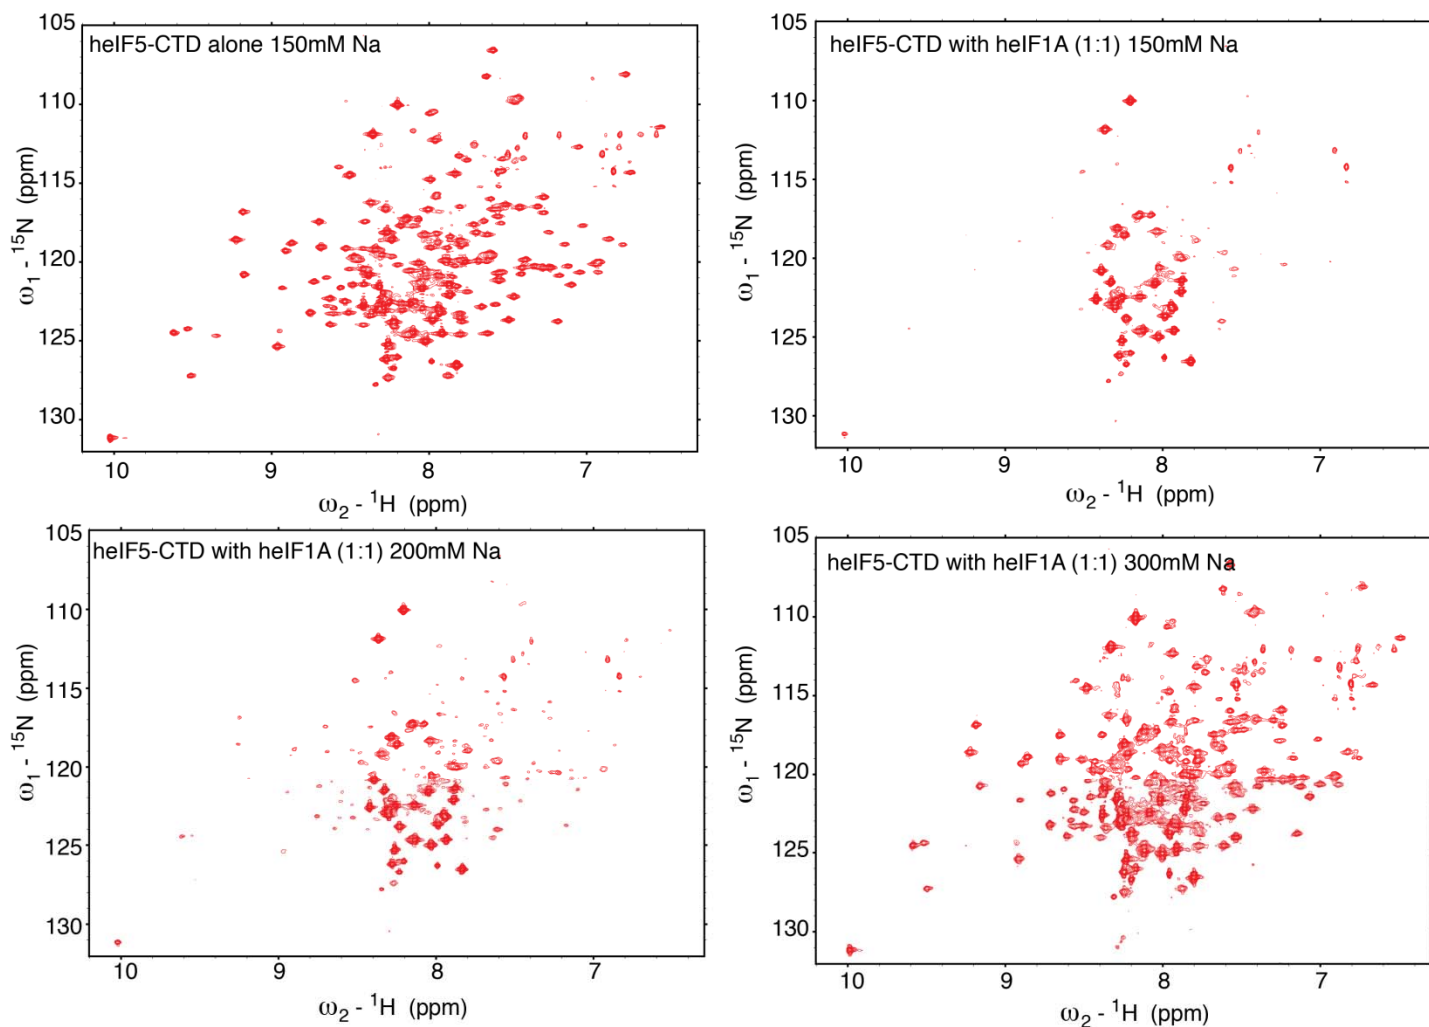 heIF5-CTD alone 150mM Na
105
110
115
120
125
130
ω1 - 15N (ppm)
10 9 8 7
ω2 - 1H (ppm)
heIF5-CTD with heIF1A (1:1) 150mM Na
105
110
115
120
125
130
ω1 - 15N (ppm)
10 9 8 7
ω2 - 1H (ppm)
heIF5-CTD with heIF1A (1:1) 200mM Na
105
110
115
120
125
130
ω1 - 15N (ppm)
10 9 8 7
ω2 - 1H (ppm)
heIF5-CTD with heIF1A (1:1) 300mM Na
105
110
115
120
125
130
ω1 - 15N (ppm)
10 9 8 7
ω2 - 1H (ppm)